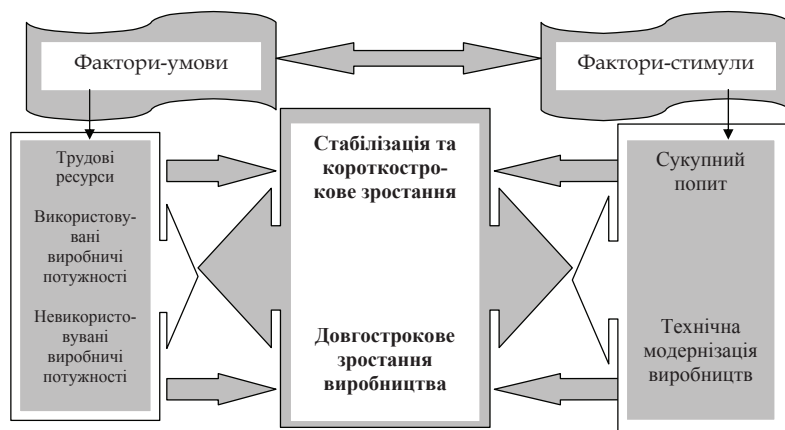 Фактори-умови
Фактори-стимули
Трудові
ресурси
Використову-
вані
виробничі
потужності
Невикористо-
вувані
виробничі
потужності
Стабілізація та
короткостро-
кове зростання
Довгострокове
зростання
виробництва
Сукупний
попит
Технічна
модернізація
виробництв